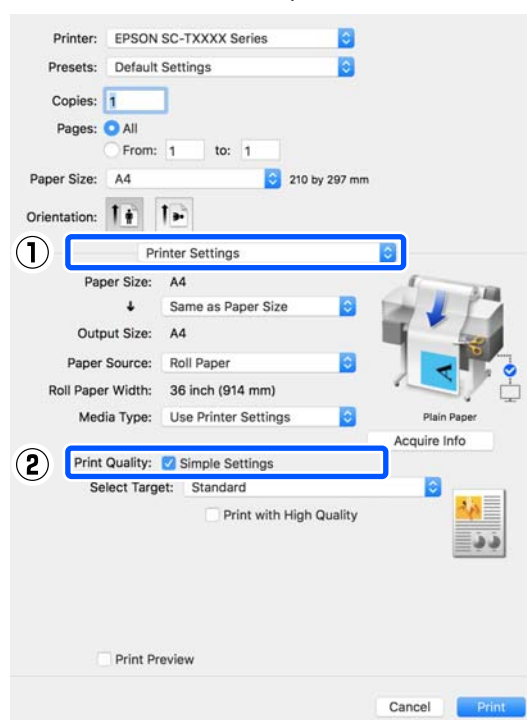 Printer: EPSON SC-TXXXX Series
Presets: Default Settings
Copies: 1
Pages: All
From: 1 to: 1
Paper Size: A4 210 by 297 mm
Orientation:
1 Printer Settings
Paper Size: A4
Same as Paper Size
Output Size: A4
Paper Source: Roll Paper
Roll Paper Width: 36 inch (914 mm)
Media Type: Use Printer Settings
Plain Paper
Acquire Info
2 Print Quality: Simple Settings
Select Target: Standard
Print with High Quality
Print Preview
Cancel Print